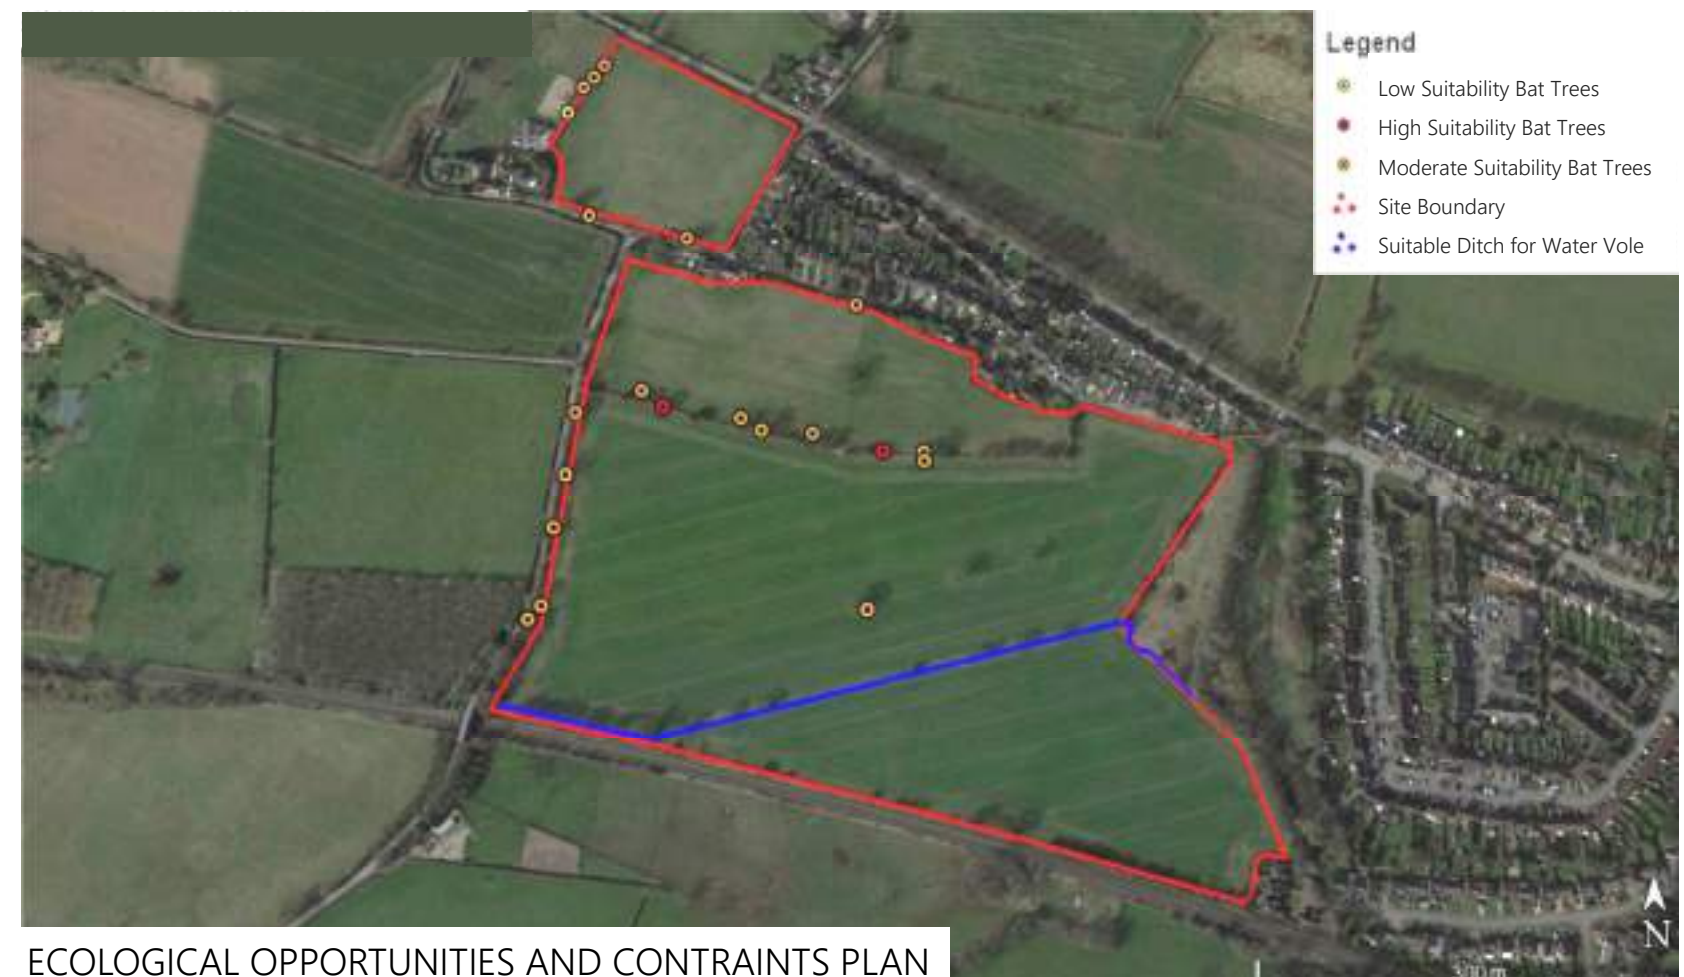 Legend
Low Suitability Bat Trees
High Suitability Bat Trees
Moderate Suitability Bat Trees
Site Boundary
Suitable Ditch for Water Vole
N
ECOLOGICAL OPPORTUNITIES AND CONTRAINTS PLAN